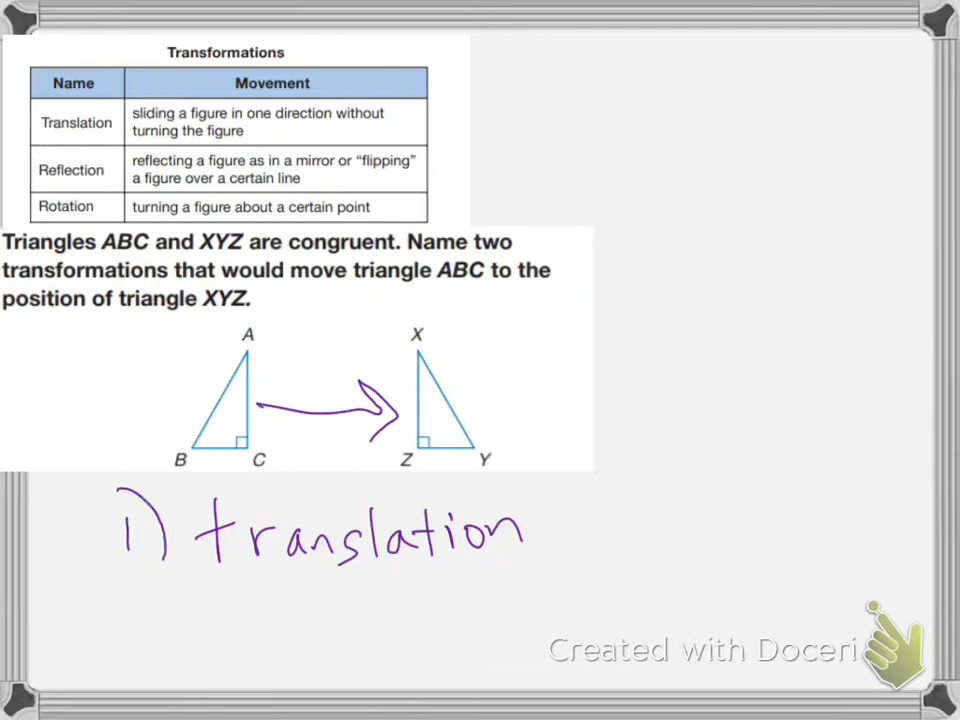 Transformations
Name Movement
Translation sliding a figure in one direction without
turning the figure
Reflection reflecting a figure as in a mirror or “flipping”
a figure over a certain line
Rotation turning a figure about a certain point
Triangles ABC and XYZ are congruent. Name two
transformations that would move triangle ABC to the
position of triangle XYZ.
A X
B C Z Y
1) translation
Created with Doceri